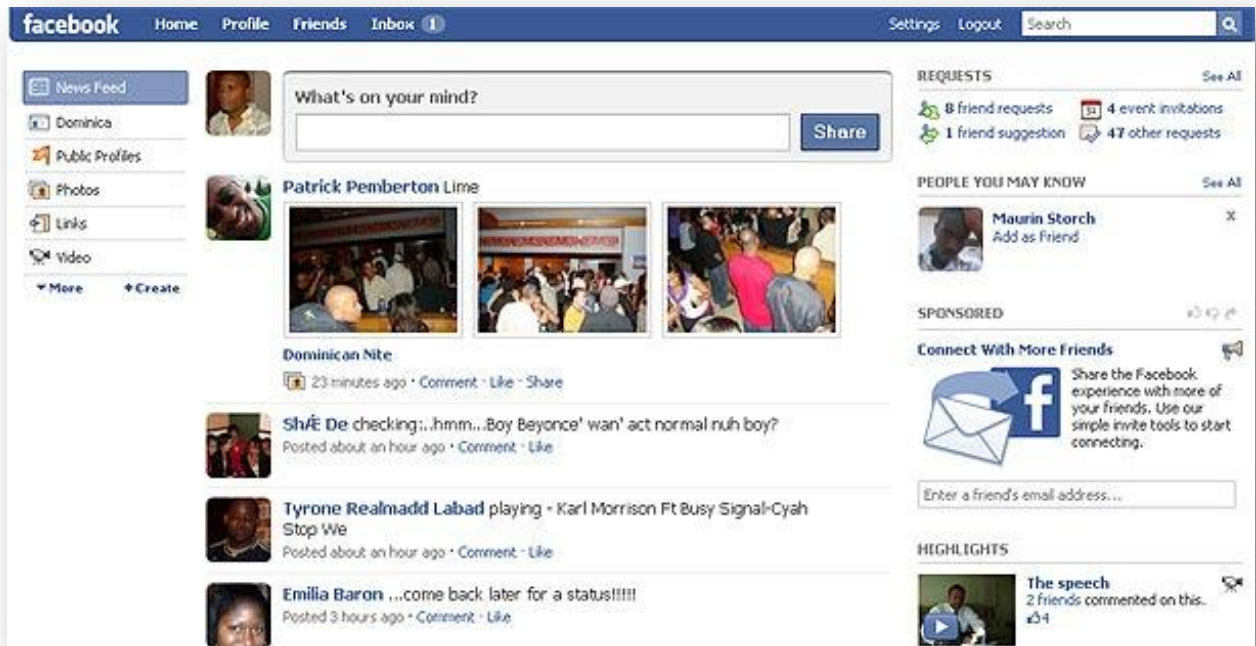 facebook Home Profile Friends Inbox 1 Settings Logout Search
News Feed
Dominica
Public Profiles
Photos
Links
Video
More +Create
What's on your mind?
Share
Patrick Pemberton Lime
Dominican Nite
23 minutes ago · Comment · Like · Share
ShÆ De checking:..hmm...Boy Beyonce' wan' act normal nuh boy?
Posted about an hour ago · Comment · Like
Tyrone Realmadd Labad playing - Karl Morrison Ft Busy Signal-Cyah
Stop We
Posted about an hour ago · Comment · Like
Emilia Baron ...come back later for a status!!!!!
Posted 3 hours ago · Comment · Like
REQUESTS See All
8 friend requests 4 event invitations
1 friend suggestion 47 other requests
PEOPLE YOU MAY KNOW See All
Maurin Storch X
Add as Friend
SPONSORED
Connect With More Friends
Share the Facebook
experience with more of
your friends. Use our
simple invite tools to start
connecting.
Enter a friend's email address...
HIGHLIGHTS
The speech
2 friends commented on this.
4